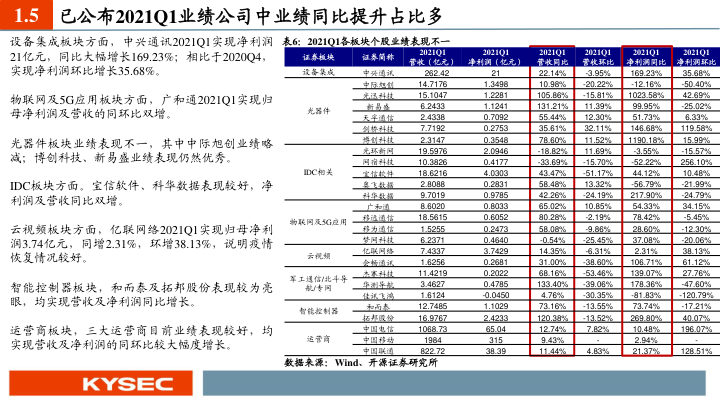 1.5 已公布2021Q1业绩公司中业绩同比提升占比多
设备集成板块方面，中兴通讯2021Q1实现净利润
21亿元，同比大幅增长169.23%；相比于2020Q4，
实现净利润环比增长35.68%。
物联网及5G应用板块方面，广和通2021Q1实现归
母净利润及营收的同环比双增。
光器件板块业绩表现不一，其中中际旭创业绩略
减；博创科技、新易盛业绩表现仍然优秀。
IDC板块方面。宝信软件、科华数据表现较好，净
利润及营收同比双增。
云视频板块方面，亿联网络2021Q1实现归母净利
润3.74亿元，同增2.31%，环增38.13%，说明疫情
恢复情况较好。
智能控制器板块，和而泰及拓邦股份表现较为亮
眼，均实现营收及净利润同比增长。
运营商板块，三大运营商目前业绩表现较好，均
实现营收及净利润的同环比较大幅度增长。
表6：2021Q1各板块个股业绩表现不一
证券板块 证券简称 2021Q1营收（亿元） 2021Q1净利润（亿元） 2021Q1营收同比 2021Q1营收环比 2021Q1净利润同比 2021Q1净利润环比
设备集成 中兴通讯 262.42 21 22.14% -3.95% 169.23% 35.68%
光器件 中际旭创 14.7176 1.3498 10.98% -20.22% -12.16% -50.40%
光迅科技 15.1047 1.2281 105.86% -15.81% 1023.58% 42.69%
新易盛 6.2433 1.1241 131.21% 11.39% 99.95% -25.02%
天孚通信 2.4338 0.7092 55.44% 12.30% 51.73% 6.33%
剑桥科技 7.7192 0.2753 35.61% 32.11% 146.68% 119.58%
博创科技 2.3147 0.3548 78.60% 11.52% 1190.18% 15.99%
IDC相关 光环新网 19.5976 2.0946 -18.82% 11.69% -3.55% -15.57%
网宿科技 10.3826 0.4177 -33.69% -15.70% -52.22% 256.10%
宝信软件 18.6216 4.0303 43.47% -51.17% 44.12% 10.48%
奥飞数据 2.8088 0.2831 58.48% 13.32% -56.79% -21.99%
科华数据 9.7019 0.9785 42.26% -24.19% 217.90% -24.79%
物联网及5G应用 广和通 8.6020 0.8033 65.02% 10.85% 54.33% 34.15%
移远通信 18.5615 0.6052 80.28% -2.19% 78.42% -5.45%
移为通信 1.5255 0.2473 58.08% -9.86% 28.60% -12.30%
梦网科技 6.2371 0.4640 -0.54% -25.45% 37.08% -20.06%
云视频 亿联网络 7.4337 3.7429 14.35% -6.31% 2.31% 38.13%
会畅通讯 1.6256 0.2681 31.00% -38.60% 106.71% 61.12%
军工通信/北斗导航/专网 杰赛科技 11.4219 0.2022 68.16% -53.46% 139.07% 27.76%
华测导航 3.4627 0.4785 133.40% -39.06% 178.36% -47.60%
佳讯飞鸿 1.6124 -0.0450 4.76% -30.35% -81.83% -120.79%
智能控制器 和而泰 12.7485 1.1029 73.16% -13.55% 73.74% -17.21%
拓邦股份 16.9767 2.4233 120.38% -13.52% 269.80% 40.07%
运营商 中国电信 1068.73 65.04 12.74% 7.82% 10.48% 196.07%
中国移动 1984 315 9.43% - 2.94% -
中国联通 822.72 38.39 11.44% 4.83% 21.37% 128.51%
数据来源：Wind、开源证券研究所
KYSEC